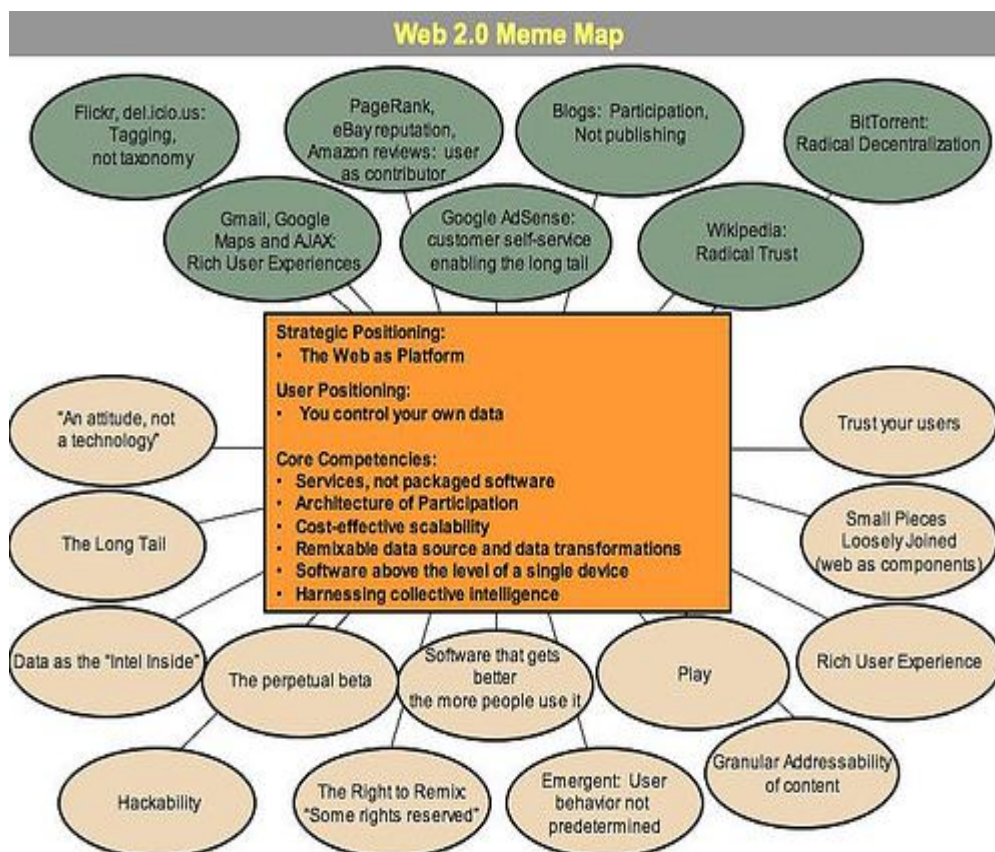 Web 2.0 Meme Map
Flickr, del.icio.us:
Tagging,
not taxonomy
PageRank,
eBay reputation,
Amazon reviews: user
as contributor
Blogs: Participation,
Not publishing
BitTorrent:
Radical Decentralization
Gmail, Google
Maps and AJAX:
Rich User Experiences
Google AdSense:
customer self-service
enabling the long tail
Wikipedia:
Radical Trust
Strategic Positioning:
• The Web as Platform
User Positioning:
• You control your own data
Core Competencies:
• Services, not packaged software
• Architecture of Participation
• Cost-effective scalability
• Remixable data source and data transformations
• Software above the level of a single device
• Harnessing collective intelligence
"An attitude, not
a technology"
Trust your users
The Long Tail
Small Pieces
Loosely Joined
(web as components)
Data as the "Intel Inside"
The perpetual beta
Software that gets
better
the more people use it
Play
Rich User Experience
Hackability
The Right to Remix:
"Some rights reserved"
Emergent: User
behavior not
predetermined
Granular Addressability
of content